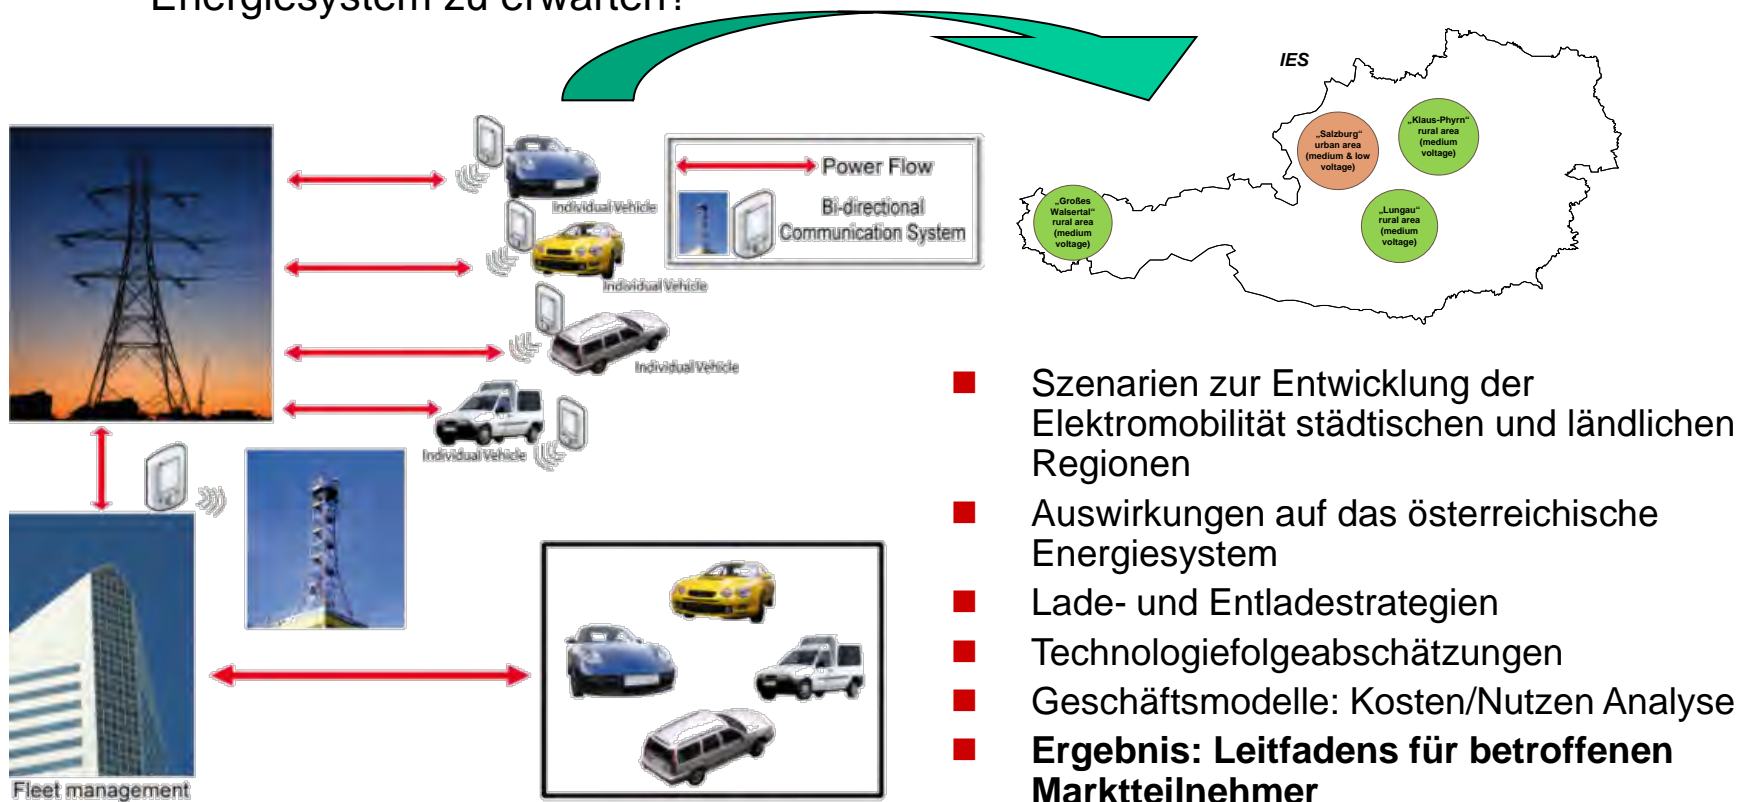 Energiesystem zu erwarten?
IES
„Salzburg“
urban area
(medium & low
voltage)
„Klaus-Phyrn“
rural area
(medium
voltage)
„Großes
Walsertal“
rural area
(medium
voltage)
„Lungau“
rural area
(medium
voltage)
Power Flow
Bi-directional
Communication System
Individual Vehicle
Individual Vehicle
Individual Vehicle
Individual Vehicle
Fleet management
Szenarien zur Entwicklung der
Elektromobilität städtischen und ländlichen
Regionen
Auswirkungen auf das österreichische
Energiesystem
Lade- und Entladestrategien
Technologiefolgeabschätzungen
Geschäftsmodelle: Kosten/Nutzen Analyse
Ergebnis: Leitfadens für betroffenen
Marktteilnehmer